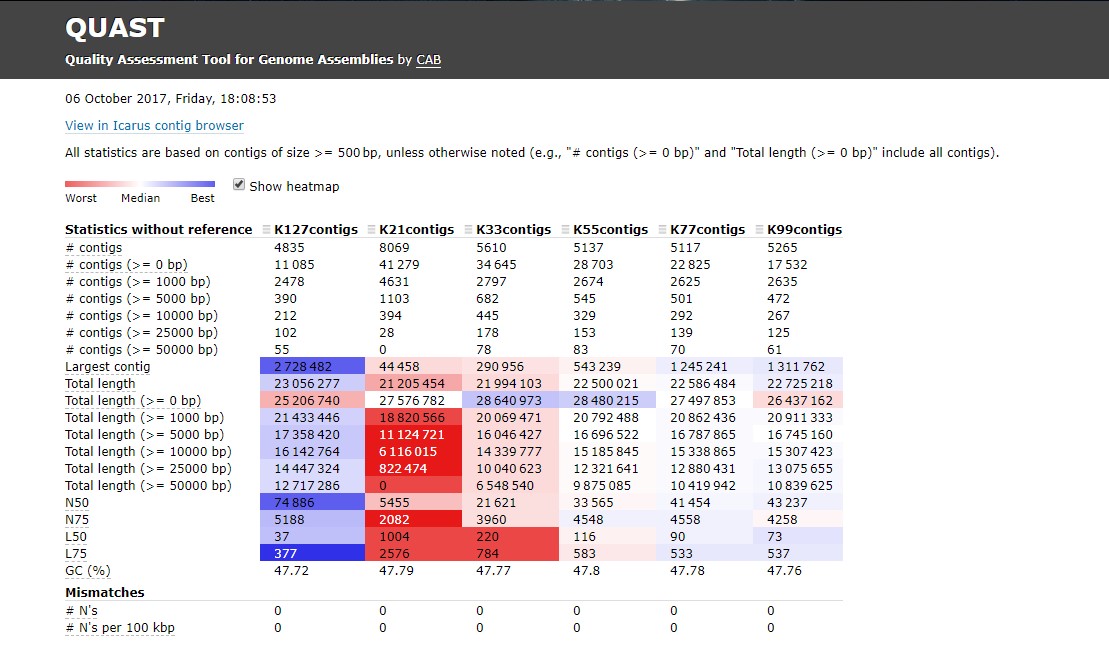 QUAST
Quality Assessment Tool for Genome Assemblies by CAB
06 October 2017, Friday, 18:08:53
View in Icarus contig browser
All statistics are based on contigs of size >= 500 bp, unless otherwise noted (e.g., "# contigs (>= 0 bp)" and "Total length (>= 0 bp)" include all contigs).
Show heatmap
Worst Median Best
Statistics without reference K127contigs K21contigs K33contigs K55contigs K77contigs K99contigs
# contigs 4835 8069 5610 5137 5117 5265
# contigs (>= 0 bp) 11 085 41 279 34 645 28 703 22 825 17 532
# contigs (>= 1000 bp) 2478 4631 2797 2674 2625 2635
# contigs (>= 5000 bp) 390 1103 682 545 501 472
# contigs (>= 10000 bp) 212 394 445 329 292 267
# contigs (>= 25000 bp) 102 28 178 153 139 125
# contigs (>= 50000 bp) 55 0 78 83 70 61
Largest contig 2 728 482 44 458 290 956 543 239 1 245 241 1 311 762
Total length 23 056 277 21 205 454 21 994 103 22 500 021 22 586 484 22 725 218
Total length (>= 0 bp) 25 206 740 27 576 782 28 640 973 28 480 215 27 497 853 26 437 162
Total length (>= 1000 bp) 21 433 446 18 820 566 20 069 471 20 792 488 20 862 436 20 911 333
Total length (>= 5000 bp) 17 358 420 11 124 721 16 046 427 16 696 522 16 787 865 16 745 160
Total length (>= 10000 bp) 16 142 764 6 116 015 14 339 777 15 185 845 15 338 865 15 307 423
Total length (>= 25000 bp) 14 447 324 822 474 10 040 623 12 321 641 12 880 431 13 075 655
Total length (>= 50000 bp) 12 717 286 0 6 548 540 9 875 085 10 419 942 10 839 625
N50 74 886 5455 21 621 33 565 41 454 43 237
N75 5188 2082 3960 4548 4558 4258
L50 37 1004 220 116 90 73
L75 377 2576 784 583 533 537
GC (%) 47.72 47.79 47.77 47.8 47.78 47.76
Mismatches
# N's 0 0 0 0 0 0
# N's per 100 kbp 0 0 0 0 0 0